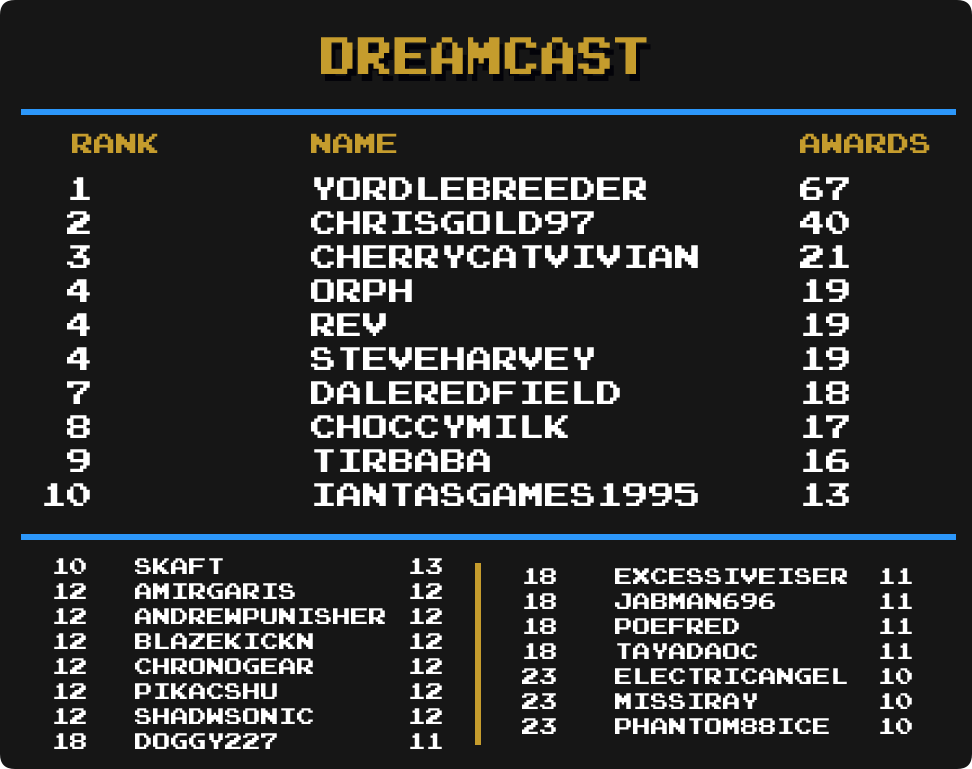 DREAMCAST
RANK NAME AWARDS
1 YORDLEBREEDER 67
2 CHRISGOLD97 40
3 CHERRYCATVIVIAN 21
4 ORPH 19
4 REV 19
4 STEVEHARVEY 19
7 DALEREDFIELD 18
8 CHOCCYMILK 17
9 TIRBABA 16
10 IANTASGAMES1995 13
10 SKAFT 13
12 AMIRGARIS 12
12 ANDREWPUNISHER 12
12 BLAZEKICKN 12
12 CHRONOGEAR 12
12 PIKACSHU 12
12 SHADWSONIC 12
18 DOGGY227 11
18 EXCESSIVEISER 11
18 JABMAN696 11
18 POEFRED 11
18 TAYADAOC 11
23 ELECTRICANGEL 10
23 MISSIRAY 10
23 PHANTOM88ICE 10